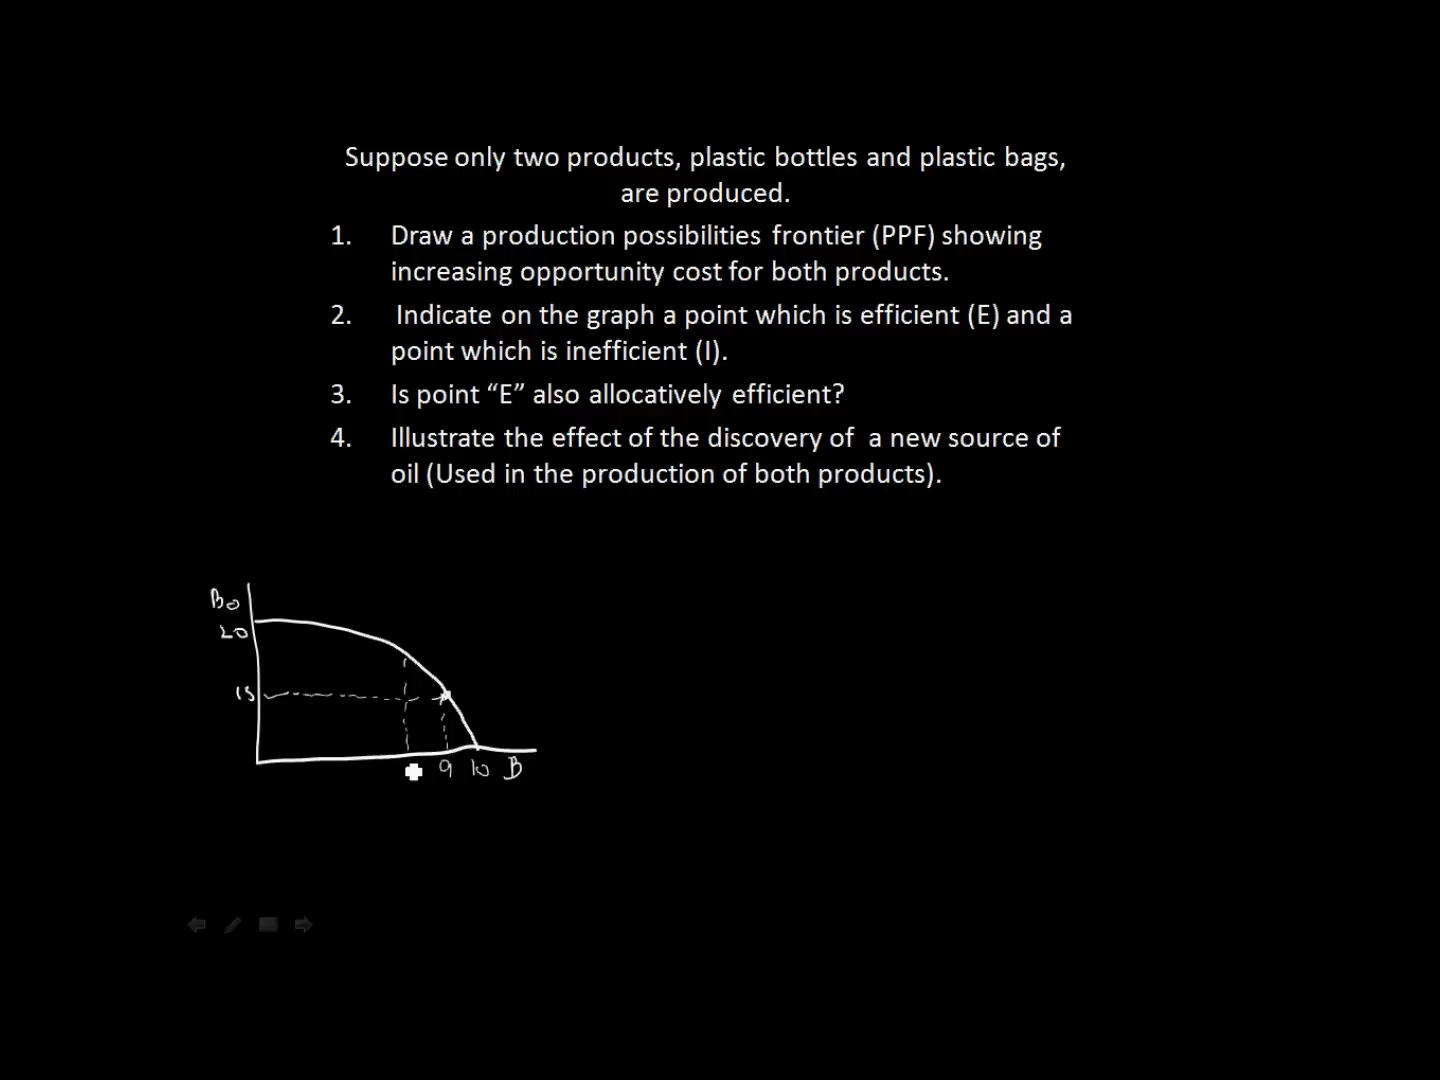 Suppose only two products, plastic bottles and plastic bags,
are produced.
1. Draw a production possibilities frontier (PPF) showing
increasing opportunity cost for both products.
2. Indicate on the graph a point which is efficient (E) and a
point which is inefficient (I).
3. Is point “E” also allocatively efficient?
4. Illustrate the effect of the discovery of a new source of
oil (Used in the production of both products).
Bo
20
15
9 10 B